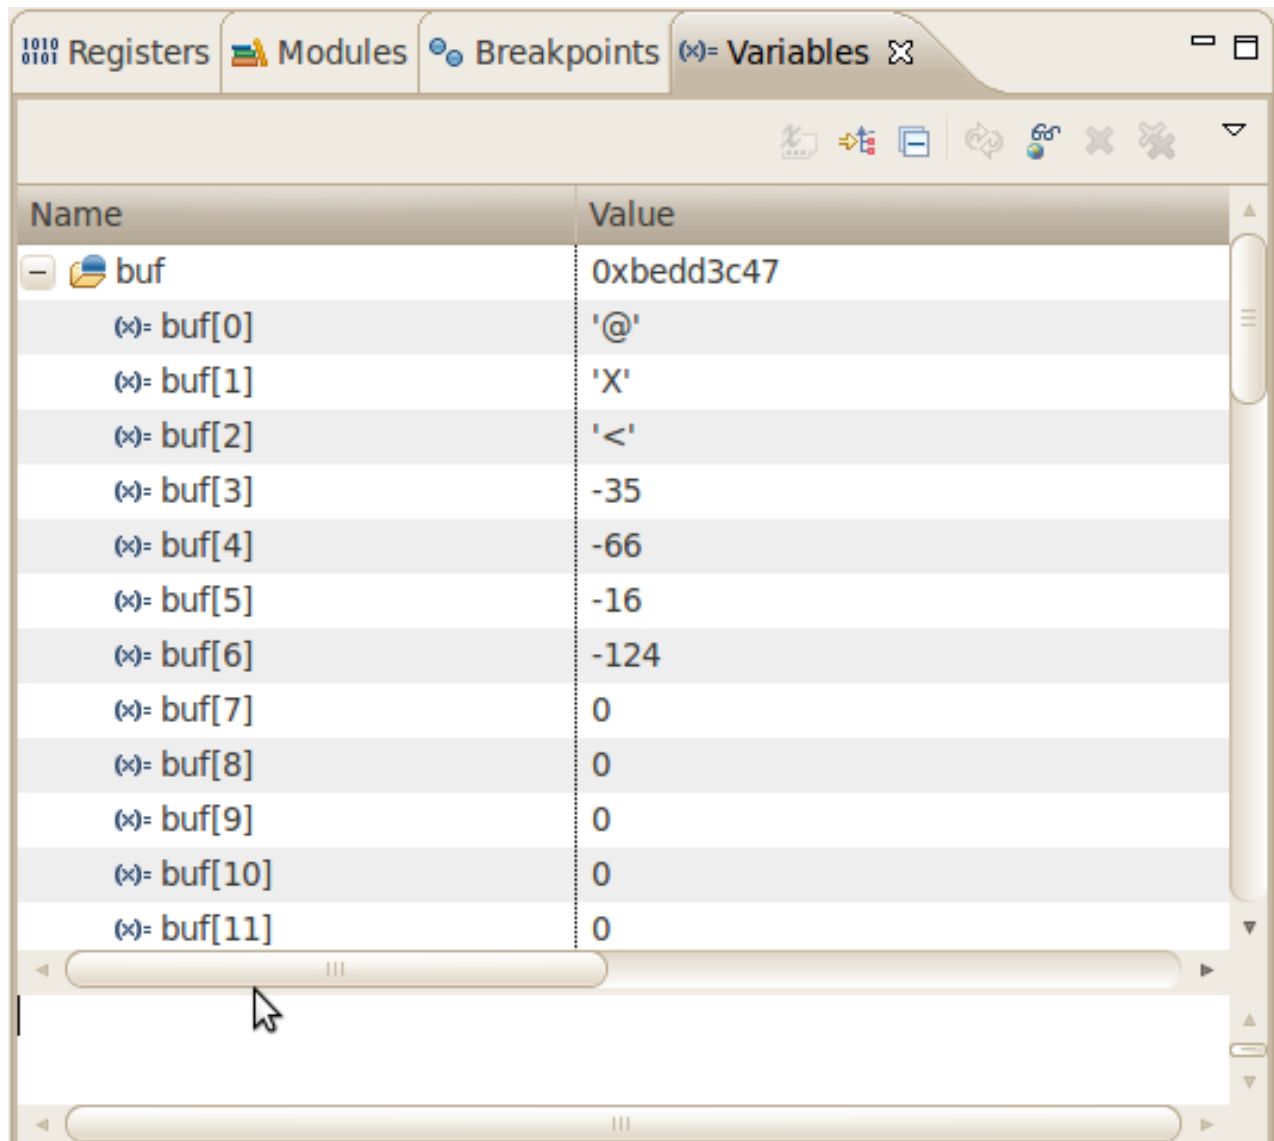 1010 0101 Registers Modules Breakpoints (x)= Variables
Name Value
buf 0xbedd3c47
(x)= buf[0] '@'
(x)= buf[1] 'X'
(x)= buf[2] '<'
(x)= buf[3] -35
(x)= buf[4] -66
(x)= buf[5] -16
(x)= buf[6] -124
(x)= buf[7] 0
(x)= buf[8] 0
(x)= buf[9] 0
(x)= buf[10] 0
(x)= buf[11] 0